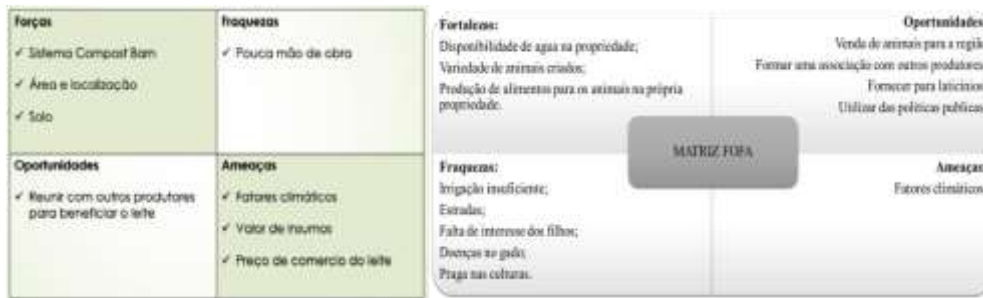 Forças
✓ Sistema Compost Barn
✓ Área e localização
✓ Solo
Fraquezas
✓ Pouca mão de obra
Oportunidades
✓ Reunir com outros produtores
para beneficiar o leite
Ameaças
✓ Fatores climáticos
✓ Valor de insumos
✓ Preço de comercio do leite
Fortalezas:
Disponibilidade de agua na propriedade;
Variedade de animais criados;
Produção de alimentos para os animais na própria
propriedade.
Oportunidades
Venda de animais para a regiã
Formar uma associação com outros produtores
Fornecer para laticínios
Utilizar das políticas publicas
MATRIZ FOFA
Fraquezas:
Irrigação insuficiente;
Estradas;
Falta de interesse dos filhos;
Doenças no gado;
Praga nas culturas.
Ameaças
Fatores climáticos